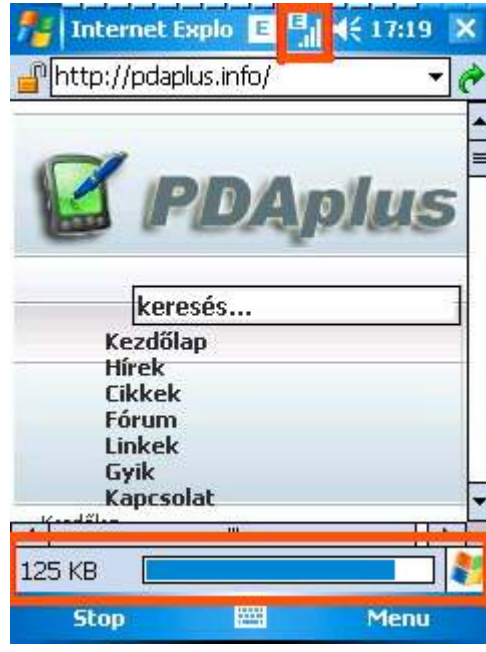 Internet Explo E E 17:19
http://pdaplus.info/
PDAplus
keresés...
Kezdőlap
Hírek
Cikkek
Fórum
Linkek
Gyik
Kapcsolat
Kezdőlap
125 KB
Stop Menu